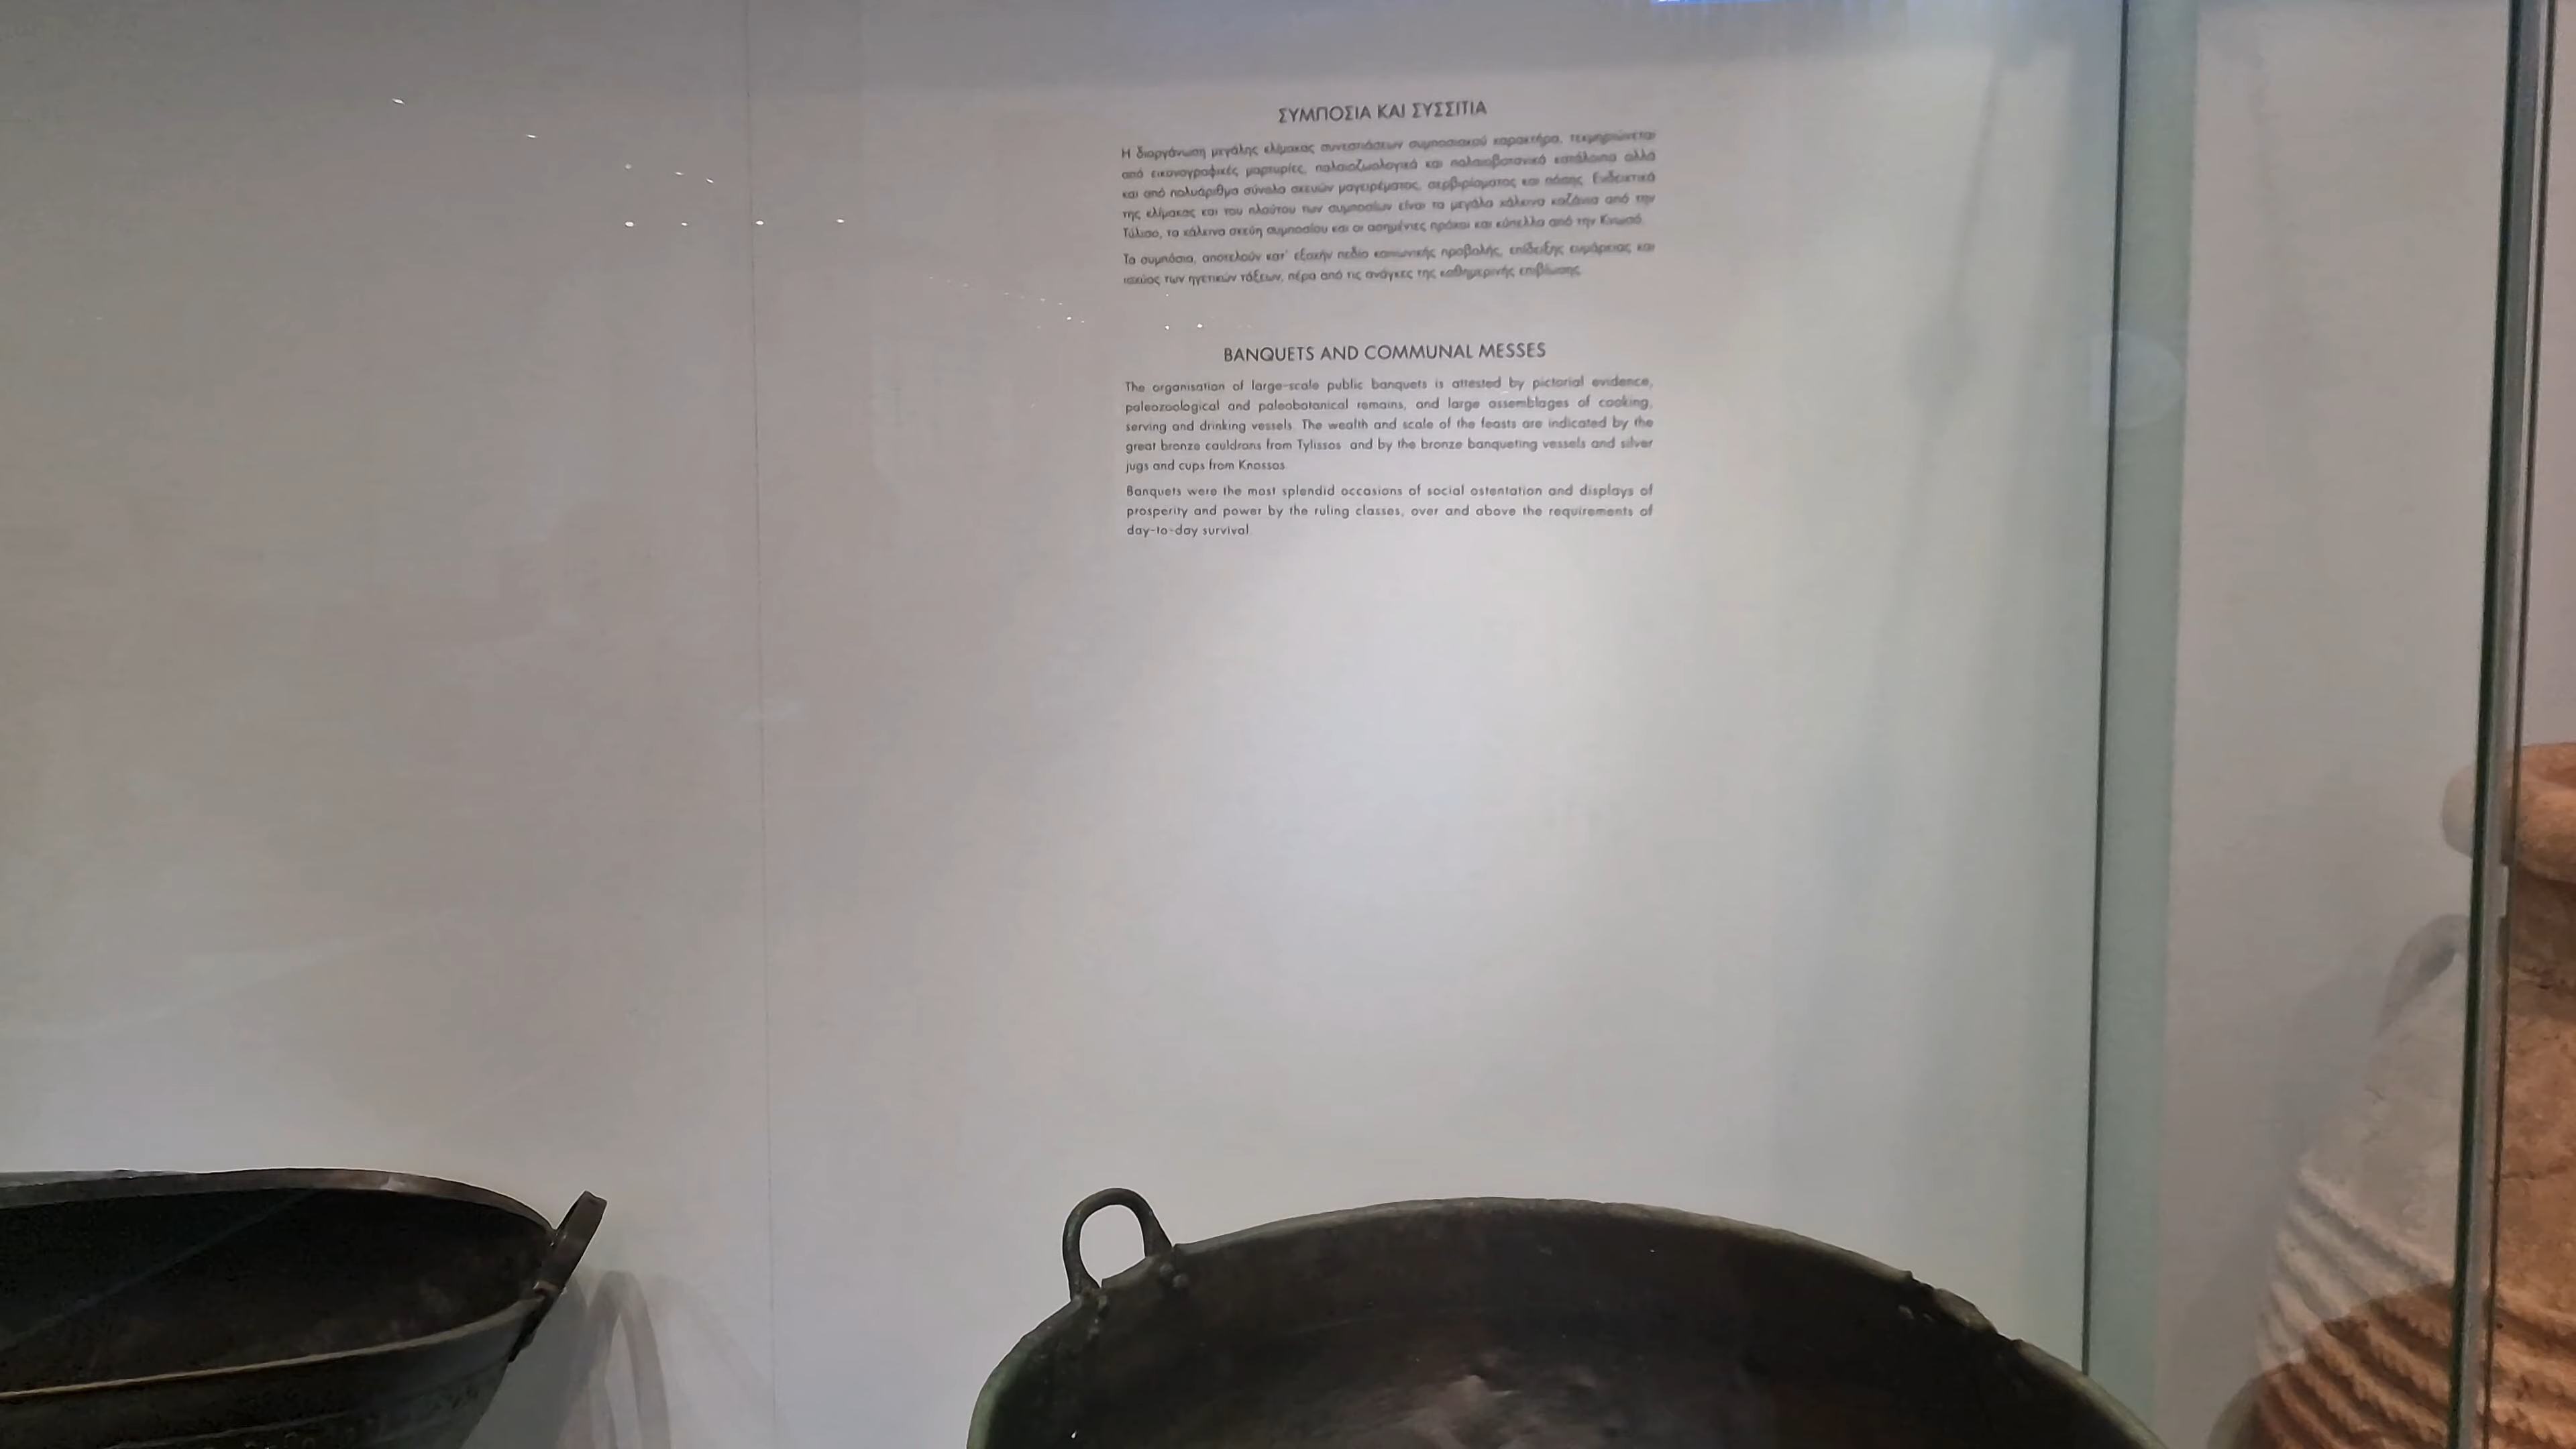 ΣΥΜΠΟΣΙΑ ΚΑΙ ΣΥΣΣΙΤΙΑ
Η διοργάνωση μεγάλης κλίμακας συνεστιάσεων συμποσιακού χαρακτήρα, τεκμηριώνεται
από εικονογραφικές μαρτυρίες, παλαιοζωολογικά και παλαιοβοτανικά κατάλοιπα αλλά
και από πολυάριθμα σύνολα σκευών μαγειρέματος, σερβιρίσματος και πόσης. Ενδεικτικά
της κλίμακας και του πλούτου των συμποσίων είναι τα μεγάλα χάλκινα καζάνια από την
Τύλισο, τα χάλκινα σκεύη συμποσίου και οι ασημένιες πρόχοι και κύπελλα από την Κνωσό.
Τα συμπόσια, αποτελούν κατ' εξοχήν πεδίο κοινωνικής προβολής, επίδειξης ευμάρειας και
ισχύος των ηγετικών τάξεων, πέρα από τις ανάγκες της καθημερινής επιβίωσης.
BANQUETS AND COMMUNAL MESSES
The organisation of large-scale public banquets is attested by pictorial evidence,
paleozoological and paleobotanical remains, and large assemblages of cooking,
serving and drinking vessels. The wealth and scale of the feasts are indicated by the
great bronze cauldrons from Tylissos and by the bronze banqueting vessels and silver
jugs and cups from Knossos.
Banquets were the most splendid occasions of social ostentation and displays of
prosperity and power by the ruling classes, over and above the requirements of
day-to-day survival.